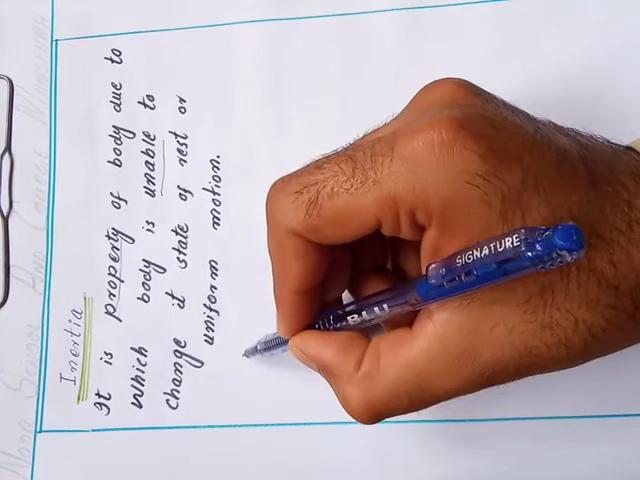 Inertia
It is property of body due to
Which body is unable to
change it state of rest or
uniform motion.
SIGNATURE
BLU